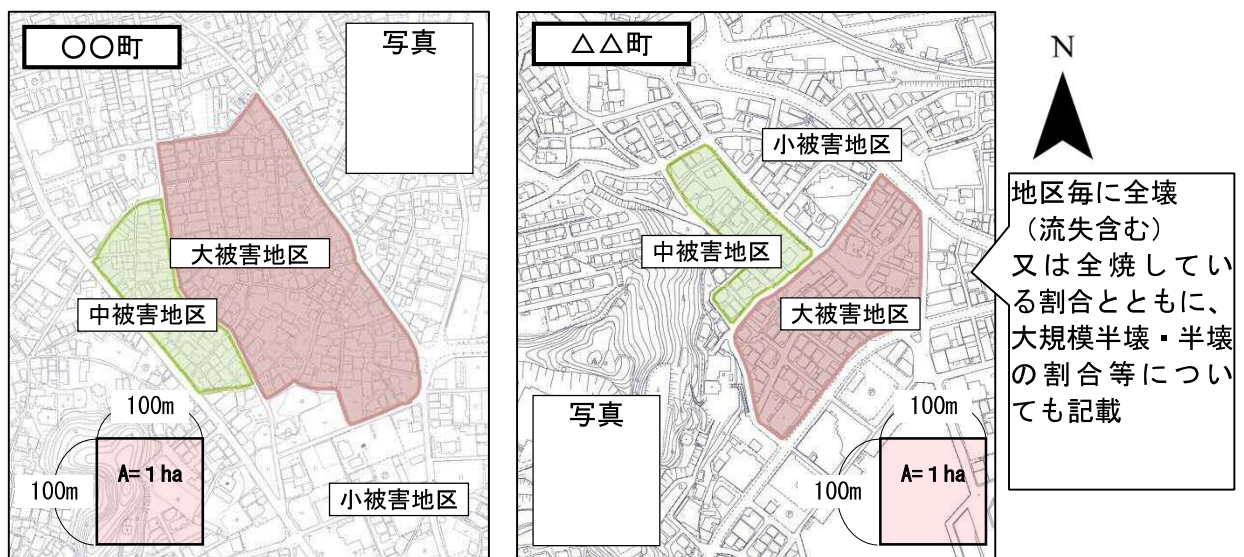 〇〇町
写真
大被害地区
中被害地区
100m
100m
A=1ha
小被害地区
△△町
写真
小被害地区
中被害地区
大被害地区
写真
100m
100m
A=1ha
N
地区毎に全壊
（流失含む）
又は全焼してい
る割合とともに、
大規模半壊・半壊
の割合等につい
ても記載